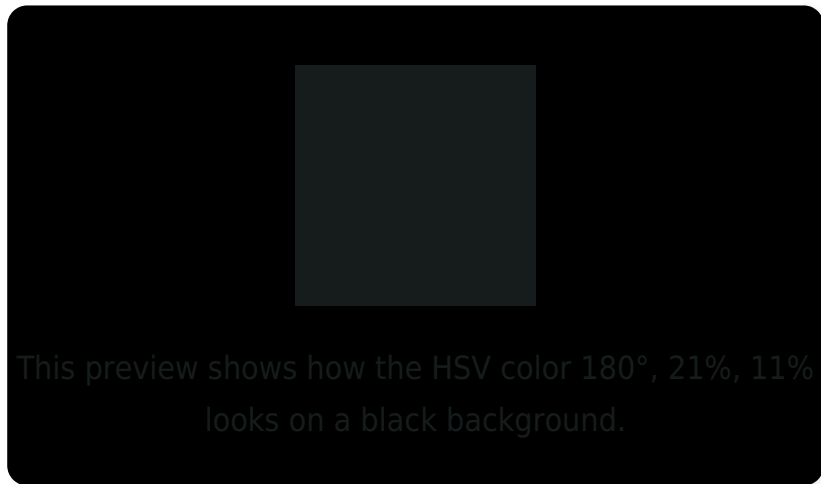 This preview shows how the HSV color 180°, 21%, 11%
looks on a black background.